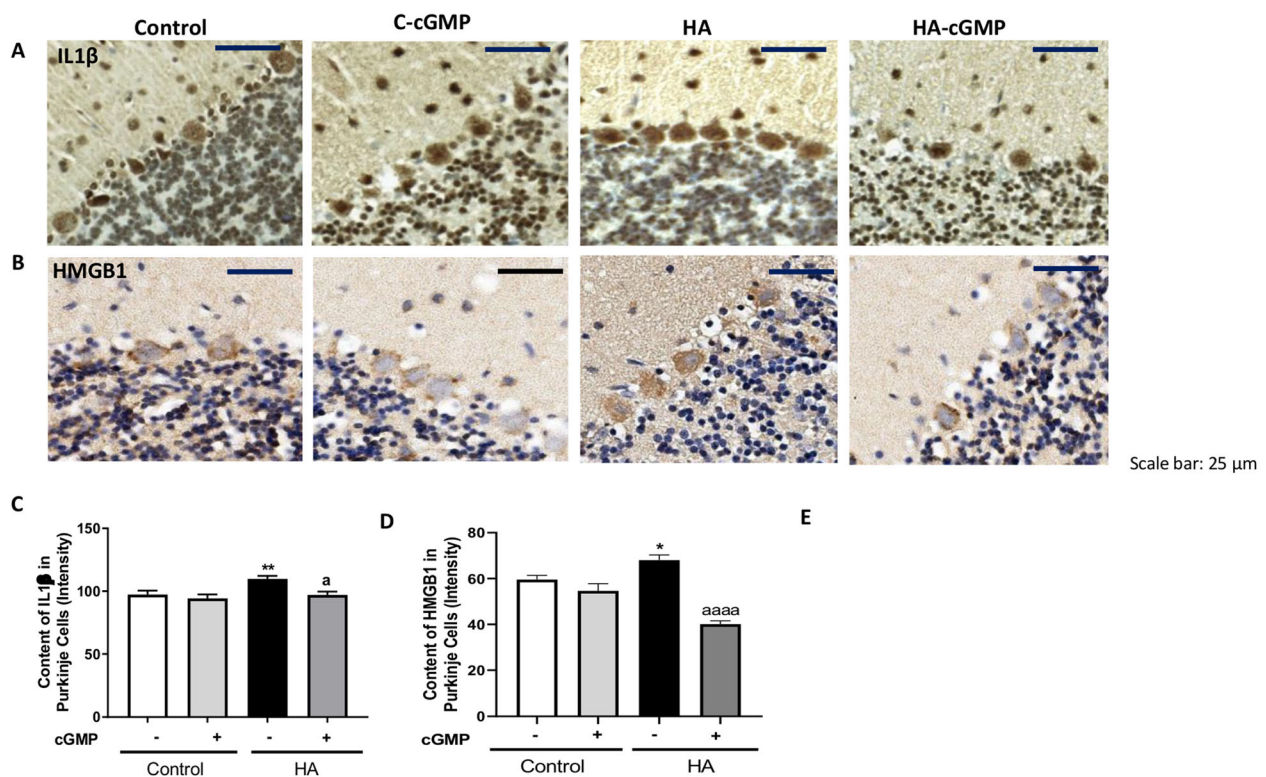 Control C-cGMP HA HA-cGMP
A
IL1β
B
HMGB1
Scale bar: 25 µm
C
Content of IL1β in
Purkinje Cells (Intensity)
150
100
50
0
**
a
cGMP - + - +
Control HA
D
Content of HMGB1 in
Purkinje Cells (Intensity)
80
60
40
20
0
*
aaaa
cGMP - + - +
Control HA
E